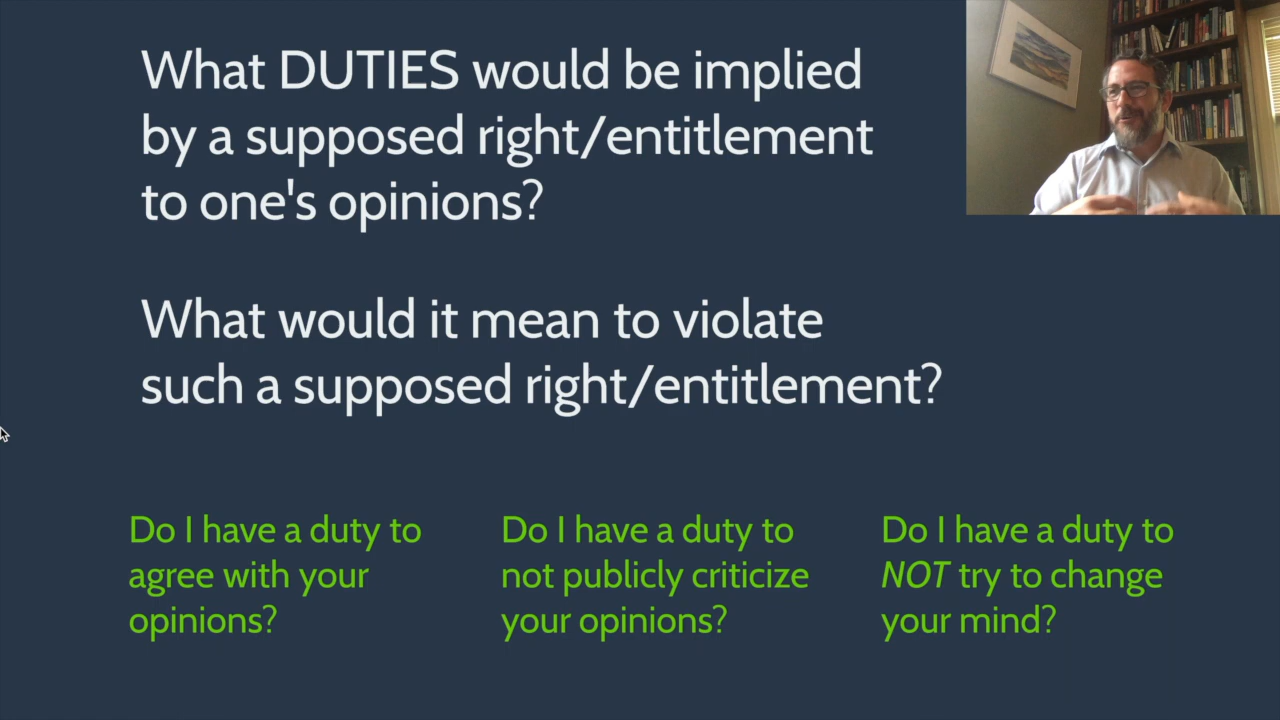 What DUTIES would be implied
by a supposed right/entitlement
to one's opinions?
What would it mean to violate
such a supposed right/entitlement?
Do I have a duty to
agree with your
opinions?
Do I have a duty to
not publicly criticize
your opinions?
Do I have a duty to
NOT try to change
your mind?